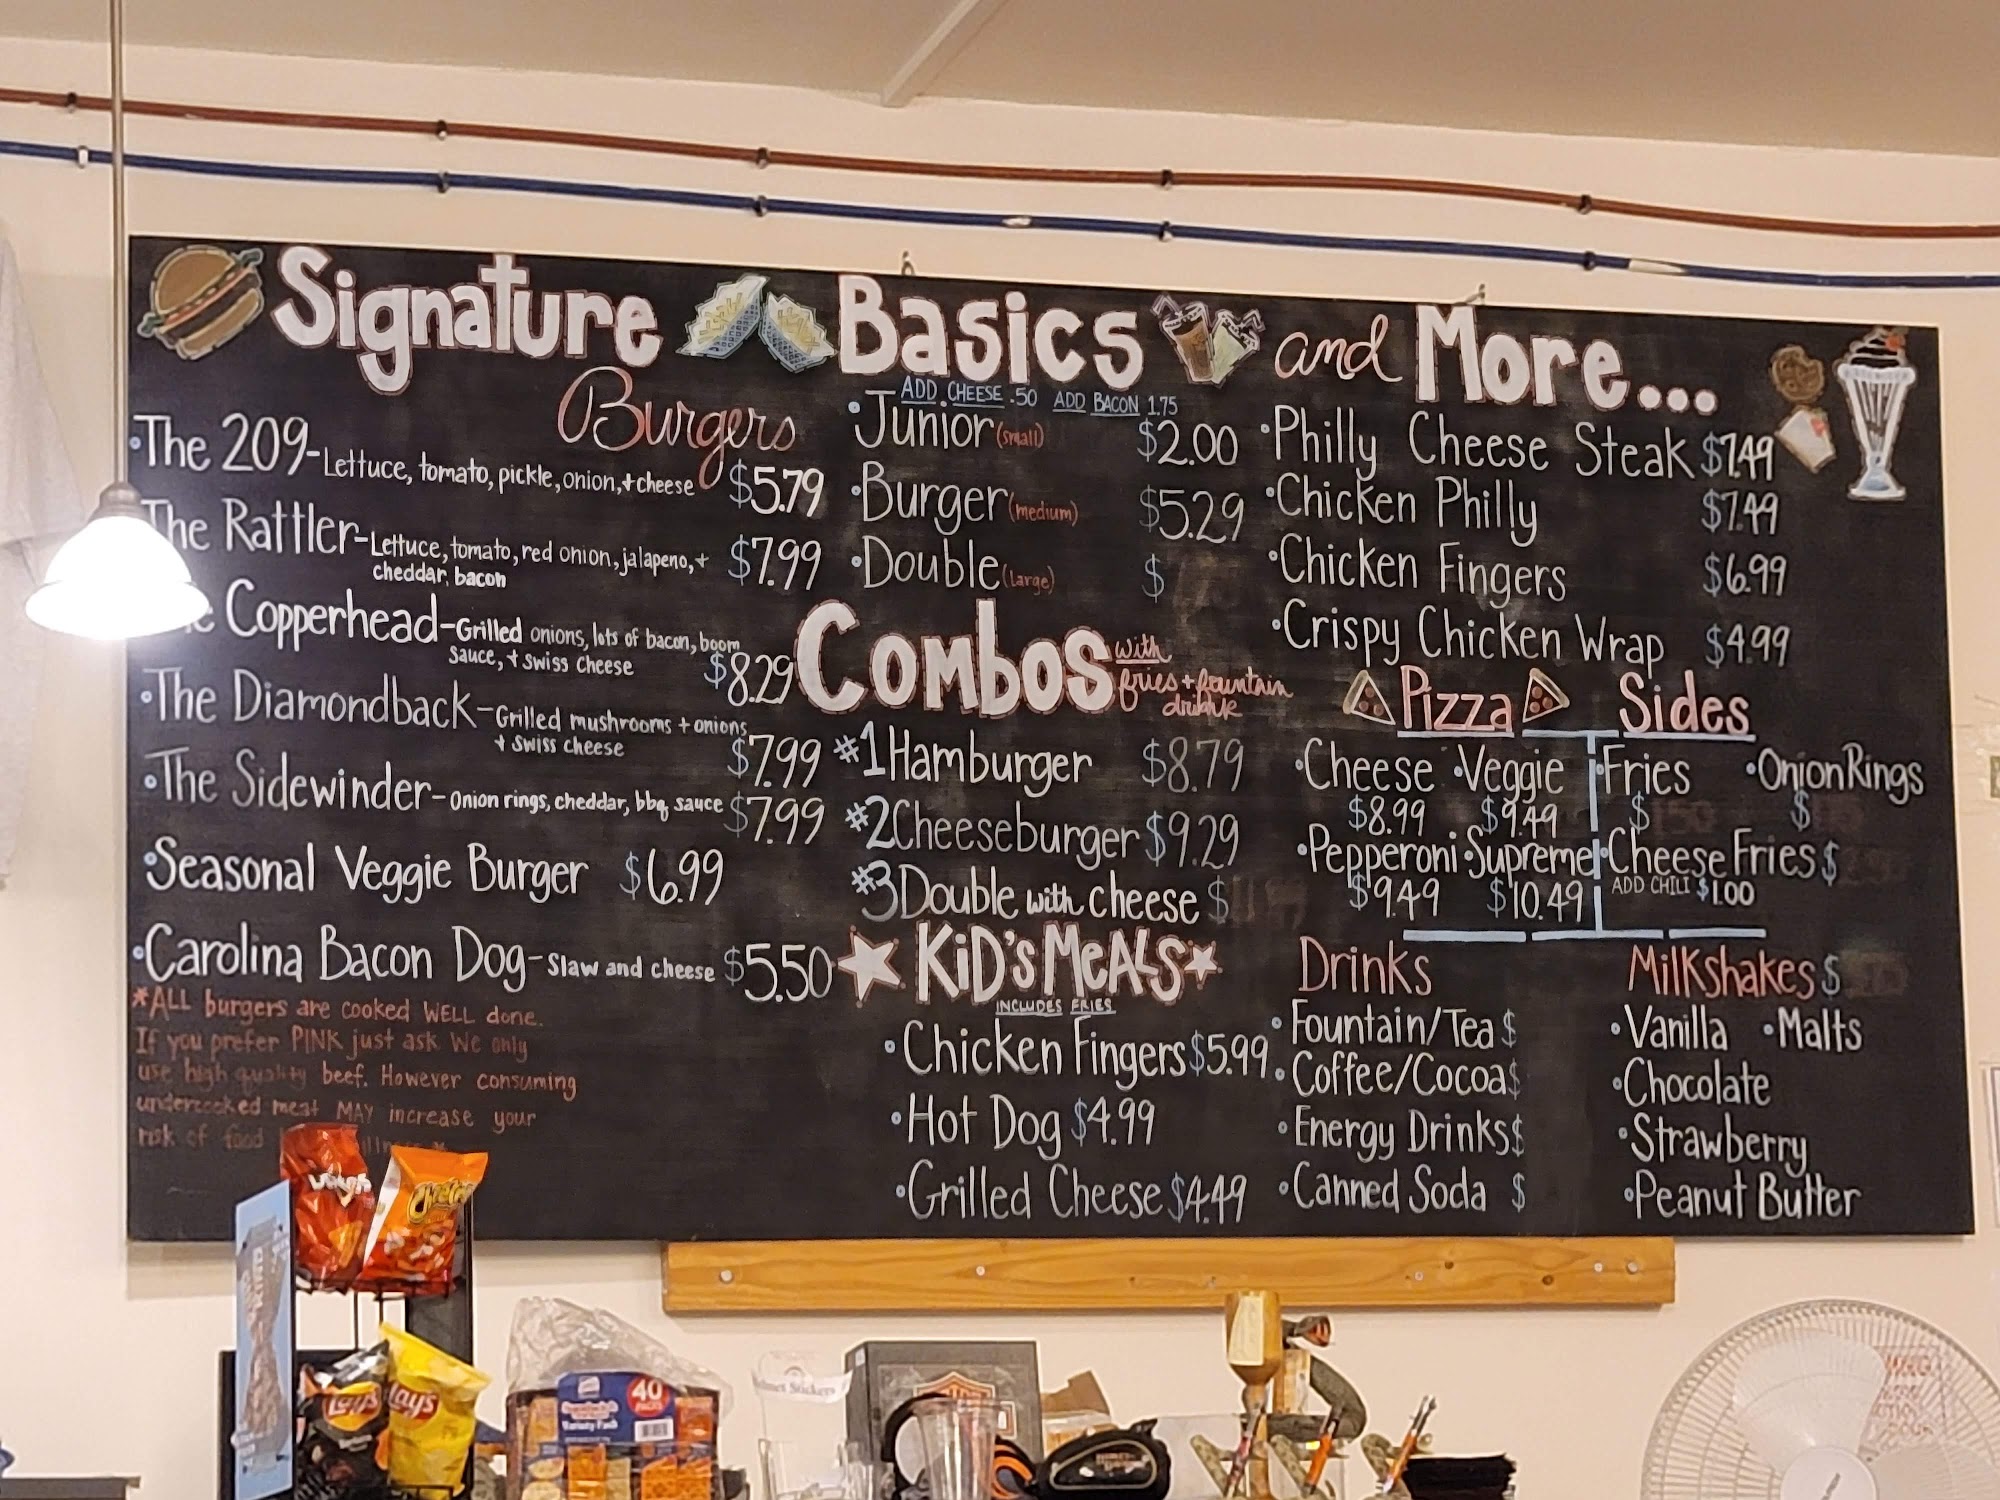 Signature
Burgers
•The 209-Lettuce, tomato, pickle, onion, + cheese $5.79
The Rattler-Lettuce, tomato, red onion, jalapeno, +
cheddar, bacon
$7.99
Copperhead-Grilled onions, lots of bacon, boom
sauce, + swiss cheese
$8.29
•The Diamondback-Grilled mushrooms + onions
+ swiss cheese
$7.99
•The Sidewinder-Onion rings, cheddar, bbq sauce $7.99
•Seasonal Veggie Burger $6.99
•Carolina Bacon Dog-Slaw and cheese $5.50
*ALL burgers are cooked WELL done.
If you prefer PINK just ask. We only
use high quality beef. However consuming
undercooked meat MAY increase your
risk of food
Basics
ADD CHEESE .50 ADD BACON 1.75
•Junior (small) $2.00
•Burger (medium) $5.29
•Double (Large) $
Combos with
fries + fountain
drink
#1 Hamburger $8.79
#2 Cheeseburger $9.29
#3 Double with cheese $
KiD'S MeALS
INCLUDES FRIES
•Chicken Fingers $5.99
•Hot Dog $4.99
•Grilled Cheese $4.49
and More...
•Philly Cheese Steak $7.49
•Chicken Philly $7.49
•Chicken Fingers $6.99
•Crispy Chicken Wrap $4.99
Pizza
•Cheese •Veggie
$8.99 $9.49
•Pepperoni •Supreme
$9.49 $10.49
Sides
•Fries •Onion Rings
$ $
•Cheese Fries $
ADD CHILI $1.00
Drinks
•Fountain/Tea $
•Coffee/Cocoa $
•Energy Drinks $
•Canned Soda $
Milkshakes $
•Vanilla •Malts
•Chocolate
•Strawberry
•Peanut Butter
Cheetos
Lay's
Lay's
40
Variety Pack
Stickers